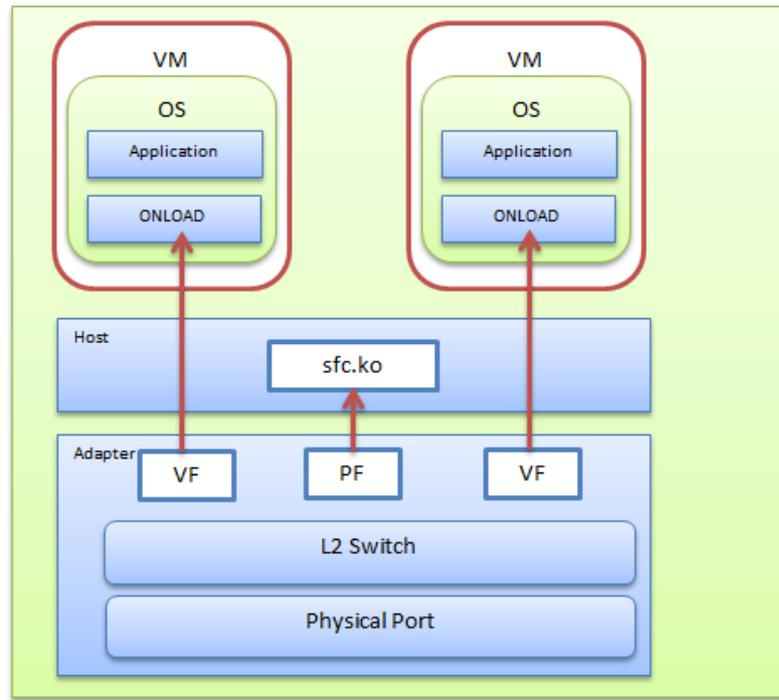 VM
OS
Application
ONLOAD
VM
OS
Application
ONLOAD
Host
sfc.ko
Adapter
VF
PF
VF
L2 Switch
Physical Port